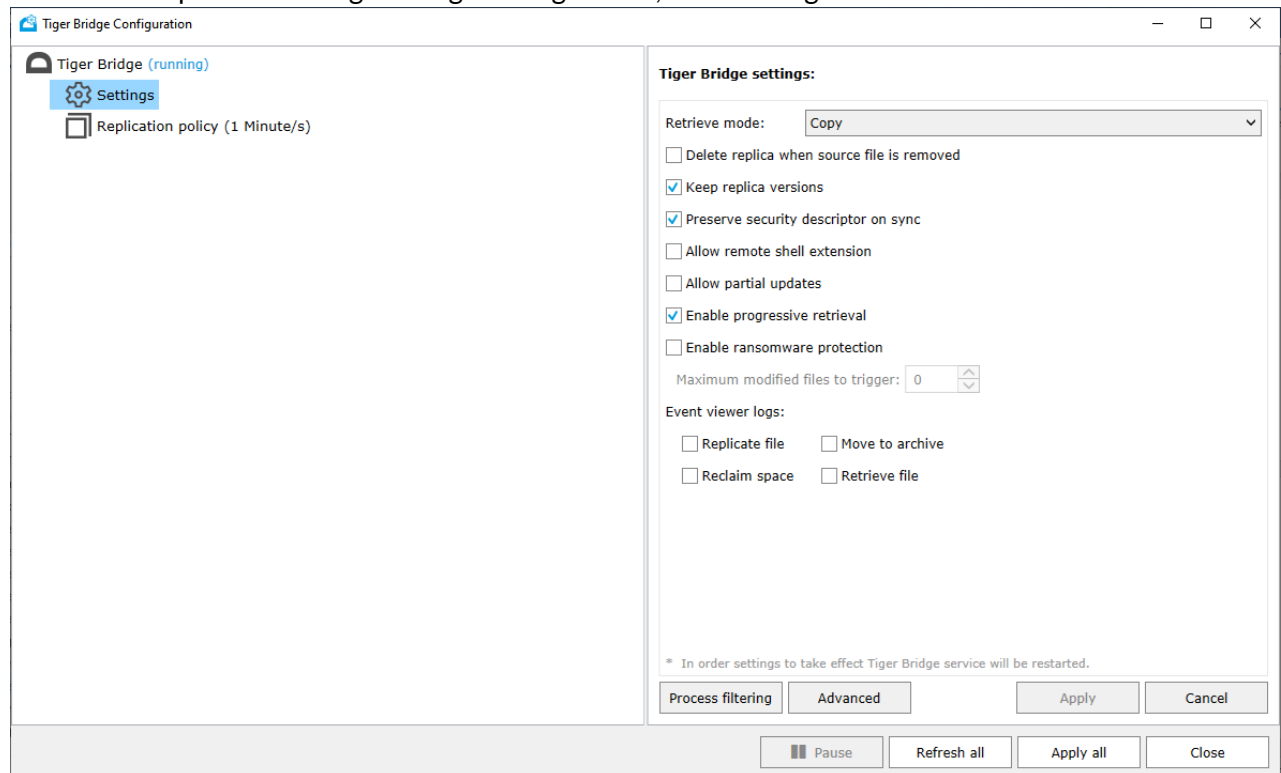 Tiger Bridge Configuration
Tiger Bridge (running)
Settings
Replication policy (1 Minute/s)
Tiger Bridge settings:
Retrieve mode: Copy
Delete replica when source file is removed
Keep replica versions
Preserve security descriptor on sync
Allow remote shell extension
Allow partial updates
Enable progressive retrieval
Enable ransomware protection
Maximum modified files to trigger: 0
Event viewer logs:
Replicate file Move to archive
Reclaim space Retrieve file
* In order settings to take effect Tiger Bridge service will be restarted.
Process filtering Advanced Apply Cancel
Pause Refresh all Apply all Close